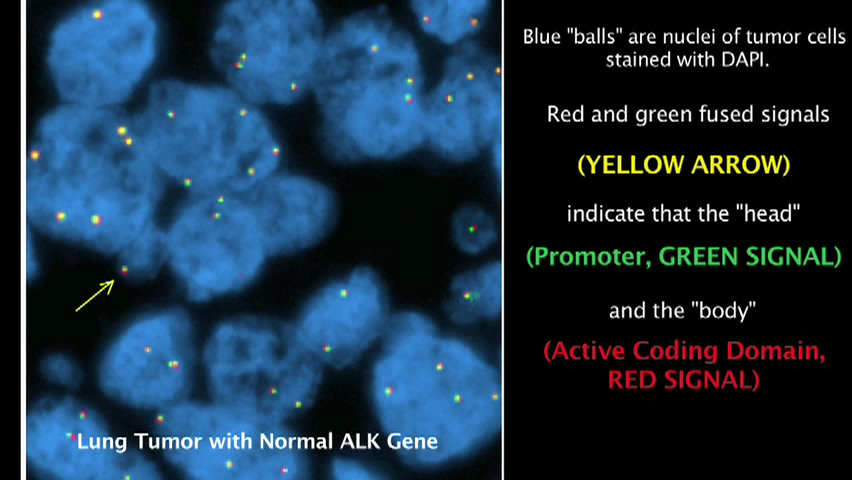 Blue "balls" are nuclei of tumor cells
stained with DAPI.
Red and green fused signals
(YELLOW ARROW)
indicate that the "head"
(Promoter, GREEN SIGNAL)
and the "body"
(Active Coding Domain,
RED SIGNAL)
Lung Tumor with Normal ALK Gene